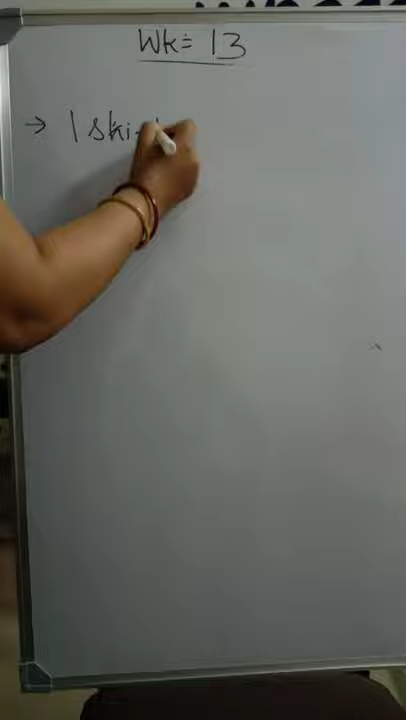 Wk= 13
→ 1 ski